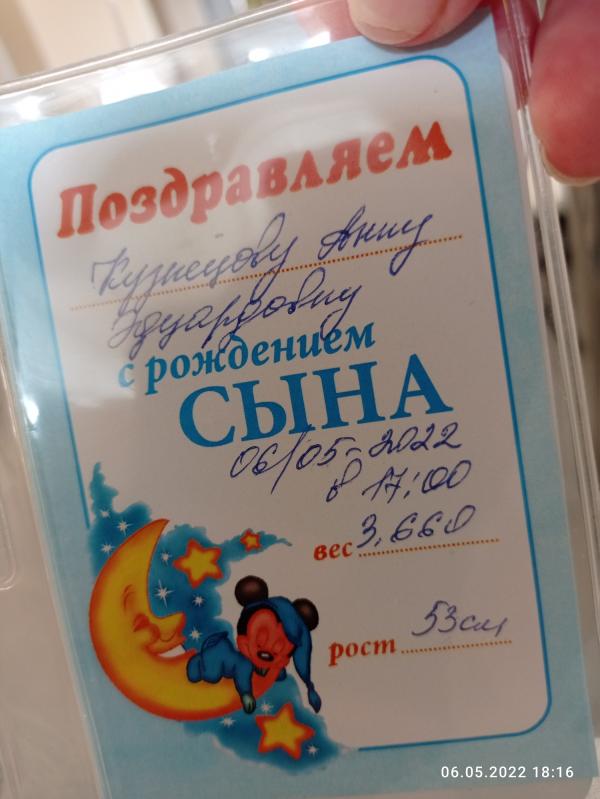 Поздравляем
Кузнецову Анну
Эдуардовну
с рождением
СЫНА
06/05-2022
в 17:00
вес 3,660
рост 53см
06.05.2022 18:16